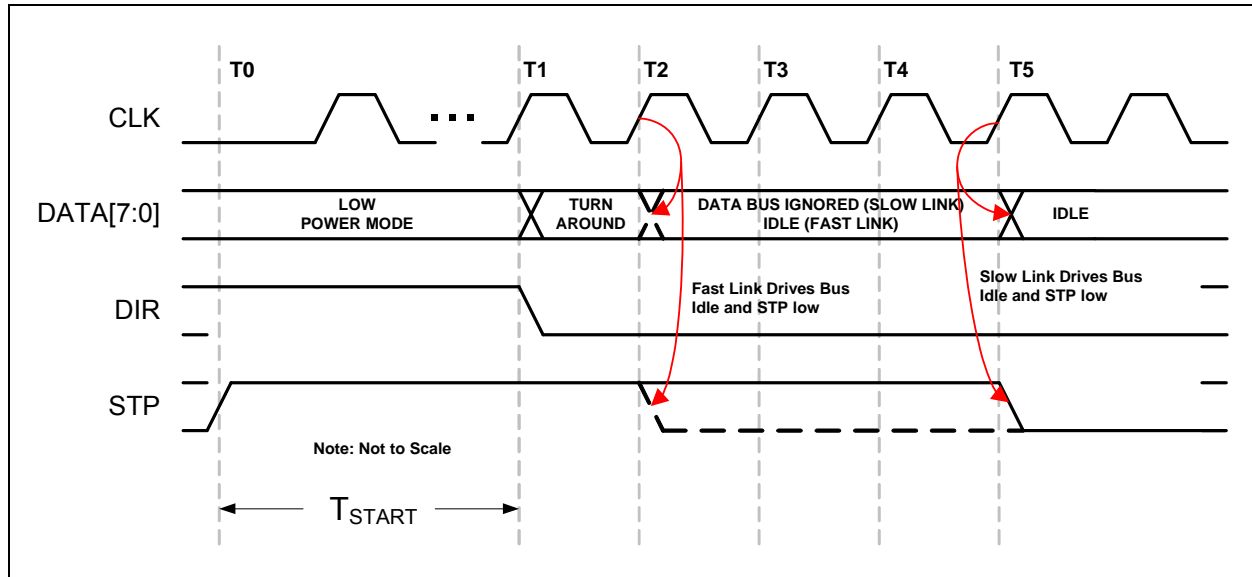 T0 T1 T2 T3 T4 T5
CLK
DATA[7:0]
LOW
POWER MODE
TURN
AROUND
DATA BUS IGNORED (SLOW LINK)
IDLE (FAST LINK)
IDLE
DIR
Fast Link Drives Bus
Idle and STP low
Slow Link Drives Bus
Idle and STP low
STP
Note: Not to Scale
TSTART